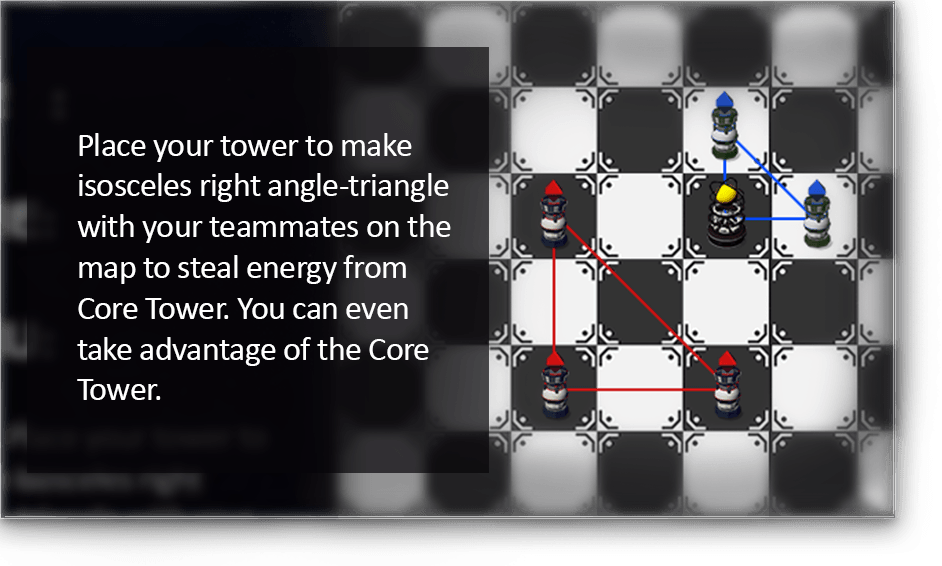 Place your tower to make
isosceles right angle-triangle
with your teammates on the
map to steal energy from
Core Tower. You can even
take advantage of the Core
Tower.